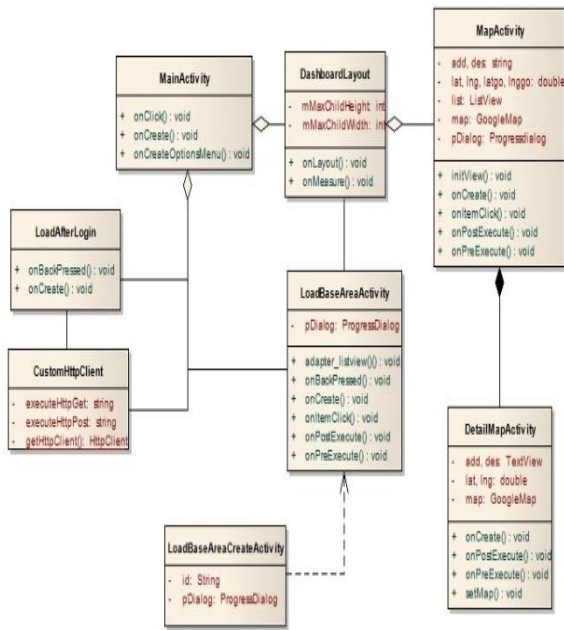 MainActivity
+ onClick() : void
+ onCreate() : void
+ onCreateOptionsMenu() : void
DashboardLayout
- mMaxChildHeight: int
- mMaxChildWidth: int
+ onLayout() : void
+ onMeasure() : void
MapActivity
- add, des: string
- lat, lng, latgo, lnggo: double
- list: ListView
- map: GoogleMap
- pDialog: Progressdialog
+ initView() : void
+ onCreate() : void
+ onItemClick() : void
+ onPostExecute() : void
+ onPreExecute() : void
LoadAfterLogin
+ onBackPressed() : void
+ onCreate() : void
CustomHttpClient
- executeHttpGet: string
- executeHttpPost: string
- getHttpClient(): HttpClient
LoadBaseAreaActivity
- pDialog: ProgressDialog
+ adapter_listview()() : void
+ onBackPressed() : void
+ onCreate() : void
+ onItemClick() : void
+ onPostExecute() : void
+ onPreExecute() : void
DetailMapActivity
- add, des: TextView
- lat, lng: double
- map: GoogleMap
+ onCreate() : void
+ onPostExecute() : void
+ onPreExecute() : void
+ setMap() : void
LoadBaseAreaCreateActivity
- id: String
- pDialog: ProgressDialog